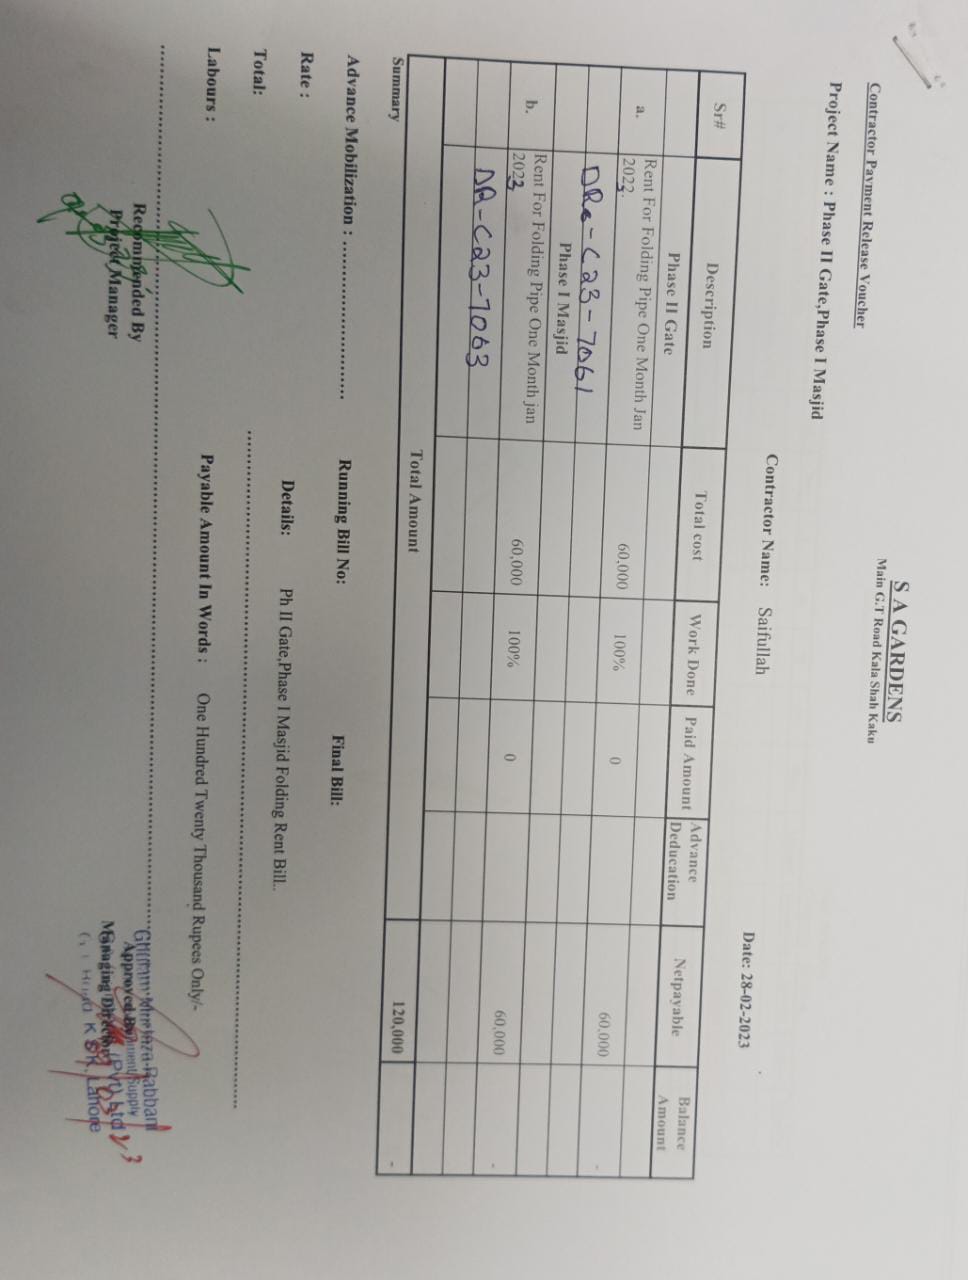 S A GARDENS
Main G.T Road Kala Shah Kaku
Contractor Payment Release Voucher
Project Name : Phase II Gate,Phase I Masjid
Contractor Name: Saifullah
Date: 28-02-2023
Sr# Description Total cost Work Done Paid Amount Advance Deducation Netpayable Balance Amount
Phase II Gate
a. Rent For Folding Pipe One Month Jan 2023. 60,000 100% 0 60,000 -
DRs-C23-7061
Phase I Masjid
b. Rent For Folding Pipe One Month jan 2023 60,000 100% 0 60,000 -
DR-C23-7063
Total Amount 120,000 -
Summary
Advance Mobilization : ........................
Running Bill No:
Final Bill:
Rate :
Details: Ph II Gate,Phase I Masjid Folding Rent Bill..
Total:
Labours :
Payable Amount In Words : One Hundred Twenty Thousand Rupees Only/-
Recommended By
Project Manager
Approved By
Managing Director
Ghulam Murtaza Rabbani
(Pvt) Ltd
KSK, Lahore